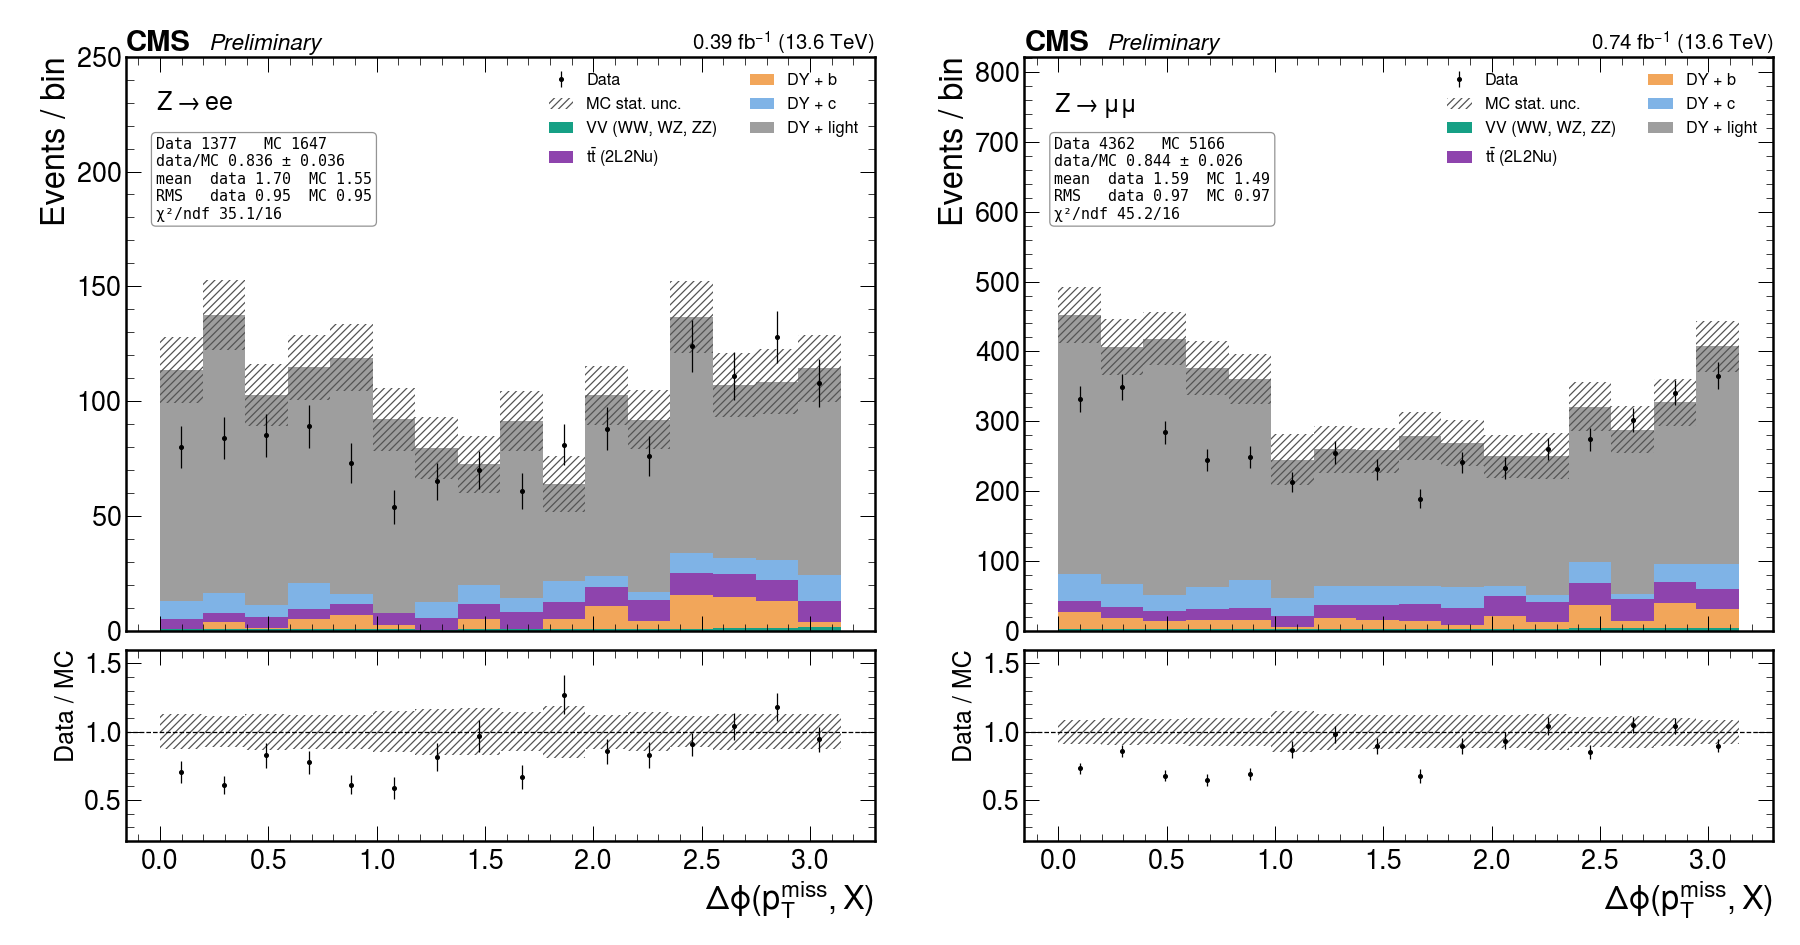 CMS Preliminary 0.39 fb⁻¹ (13.6 TeV)
Events / bin
250
200
150
100
50
0
Z → ee
Data 1377   MC 1647
data/MC 0.836 ± 0.036
mean  data 1.70  MC 1.55
RMS   data 0.95  MC 0.95
χ²/ndf 35.1/16
Data
MC stat. unc.
VV (WW, WZ, ZZ)
tt̄ (2L2Nu)
DY + b
DY + c
DY + light
Data / MC
1.5
1.0
0.5
0.0 0.5 1.0 1.5 2.0 2.5 3.0
Δϕ(p_T^miss, X)
CMS Preliminary 0.74 fb⁻¹ (13.6 TeV)
Events / bin
800
700
600
500
400
300
200
100
0
Z → μμ
Data 4362   MC 5166
data/MC 0.844 ± 0.026
mean  data 1.59  MC 1.49
RMS   data 0.97  MC 0.97
χ²/ndf 45.2/16
Data
MC stat. unc.
VV (WW, WZ, ZZ)
tt̄ (2L2Nu)
DY + b
DY + c
DY + light
Data / MC
1.5
1.0
0.5
0.0 0.5 1.0 1.5 2.0 2.5 3.0
Δϕ(p_T^miss, X)